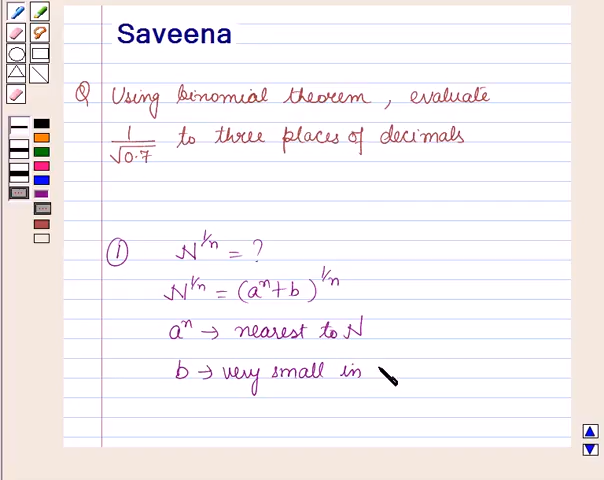 Saveena
Q Using binomial theorem, evaluate
1/√0.7 to three places of decimals
① N^1/n = ?
N^1/n = (a^n + b)^1/n
a^n → nearest to N
b → very small in